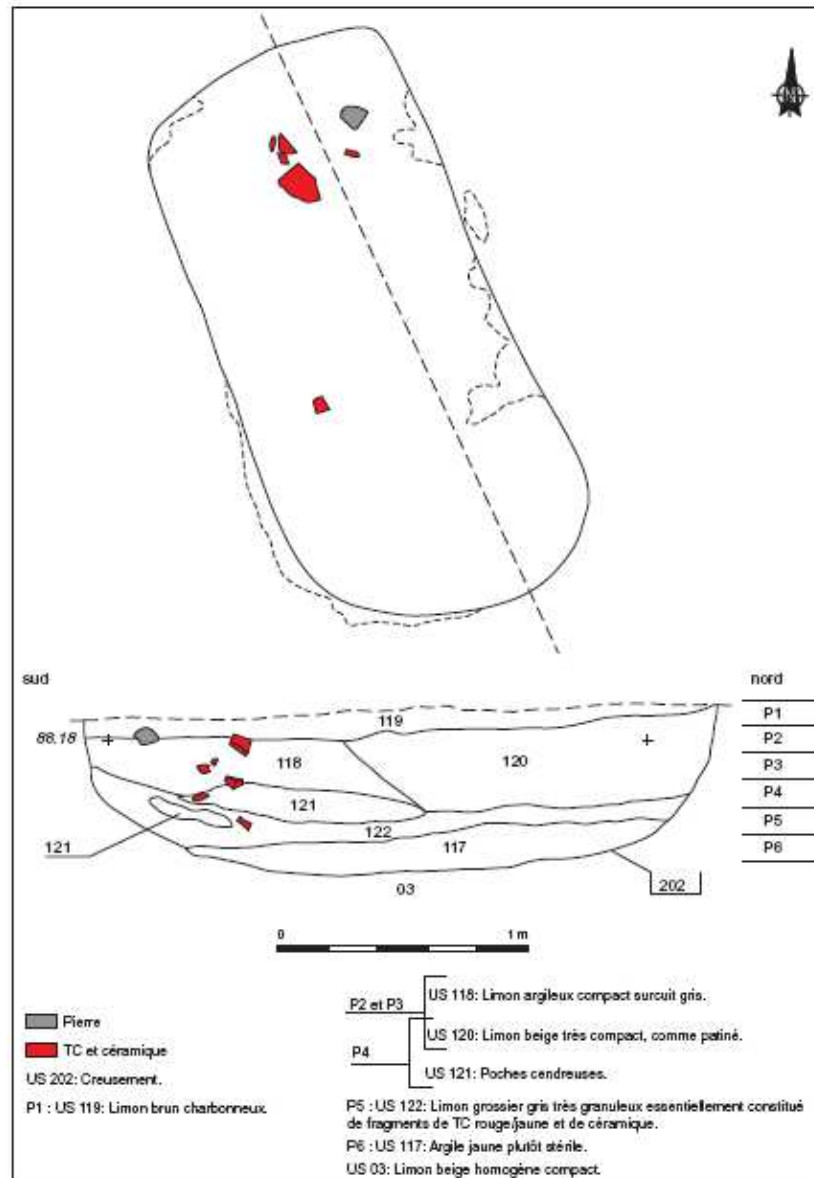 N
sud
nord
119
P1
88.18
P2
118
120
P3
121
P4
122
P5
121
117
P6
03
202
0
1 m
Pierre
TC et céramique
US 202: Creusement.
P1 : US 119: Limon brun charbonneux.
P2 et P3
US 118: Limon argileux compact surcuit gris.
US 120: Limon beige très compact, comme patiné.
P4
US 121: Poches cendreuses.
P5 : US 122: Limon grossier gris très granuleux essentiellement constitué
de fragments de TC rouge/jaune et de céramique.
P6 : US 117: Argile jaune plutôt stérile.
US 03: Limon beige homogène compact.